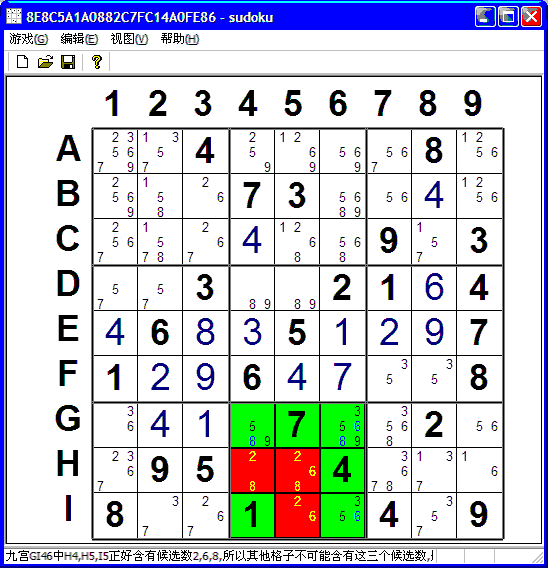 8E8C5A1A0882C7FC14A0FE86 - sudoku
游戏(G) 编辑(E) 视图(V) 帮助(H)
1 2 3 4 5 6 7 8 9
2 3 1 3 2 1 2 1 2
A 5 6 5 4 5 6 5 6 5 6 8 5 6
7 9 7 9 9 9 7
2 1 2 1 2
B 5 6 5 6 7 3 5 6 5 6 4 5 6
9 8 8 9
2 1 2 1 2 1
C 5 6 5 6 4 6 5 6 9 5 3
7 7 8 7 8 8 7
D 5 5 3 2 1 6 4
7 7 8 9 8 9
E 4 6 8 3 5 1 2 9 7
3 3
F 1 2 9 6 4 7 5 5 8
3 3 3
G 6 4 1 5 7 5 6 5 6 2 5 6
8 9 8 9 8
2 3 2 2 3 1 3 1
H 6 9 5 6 4 6 6
7 8 8 7 8 7
3 2 2 3 3
I 8 6 1 6 5 6 4 9
7 7 7
九宫GI46中H4,H5,I5正好含有候选数2,6,8,所以其他格子不可能含有这三个候选数,